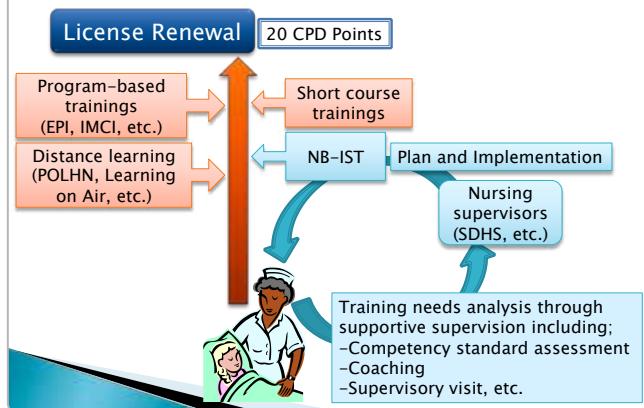 License Renewal
20 CPD Points
Program-based
trainings
(EPI, IMCI, etc.)
Short course
trainings
Distance learning
(POLHN, Learning
on Air, etc.)
NB-IST
Plan and Implementation
Nursing
supervisors
(SDHS, etc.)
Training needs analysis through
supportive supervision including;
-Competency standard assessment
-Coaching
-Supervisory visit, etc.